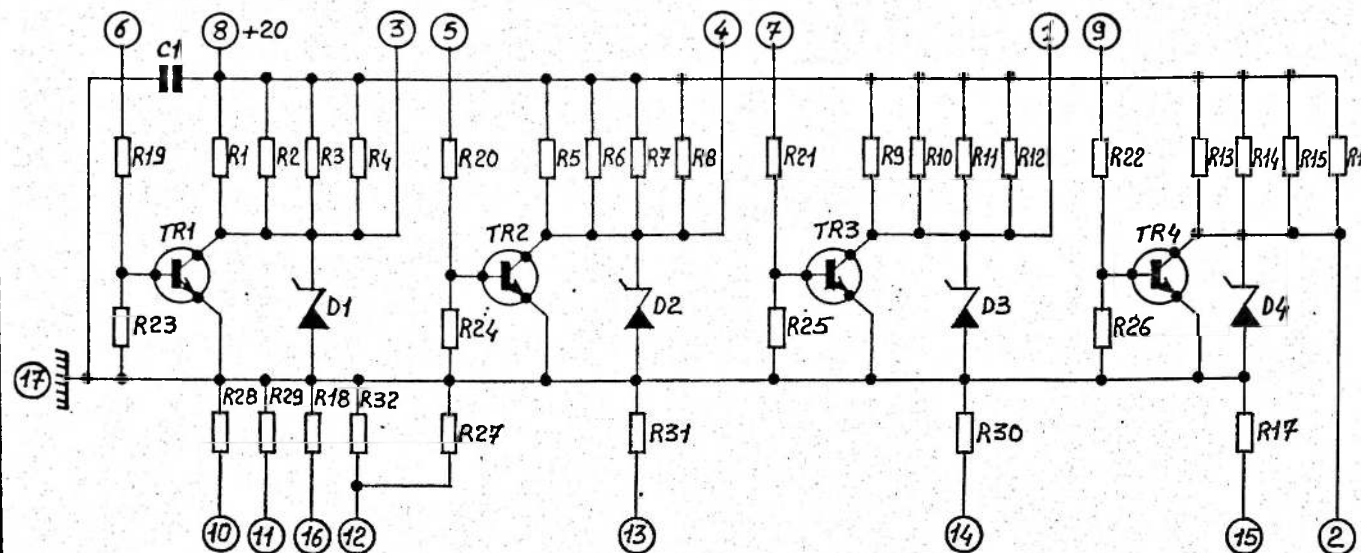 6 8 +20 3 5 4 7 1 9
C1
R19 R1 R2 R3 R4 R20 R5 R6 R7 R8 R21 R9 R10 R11 R12 R22 R13 R14 R15
TR1 TR2 TR3 TR4
R23 D1 R24 D2 R25 D3 R26 D4
17
R28 R29 R18 R32 R27 R31 R30 R17
10 11 16 12 13 14 15 2